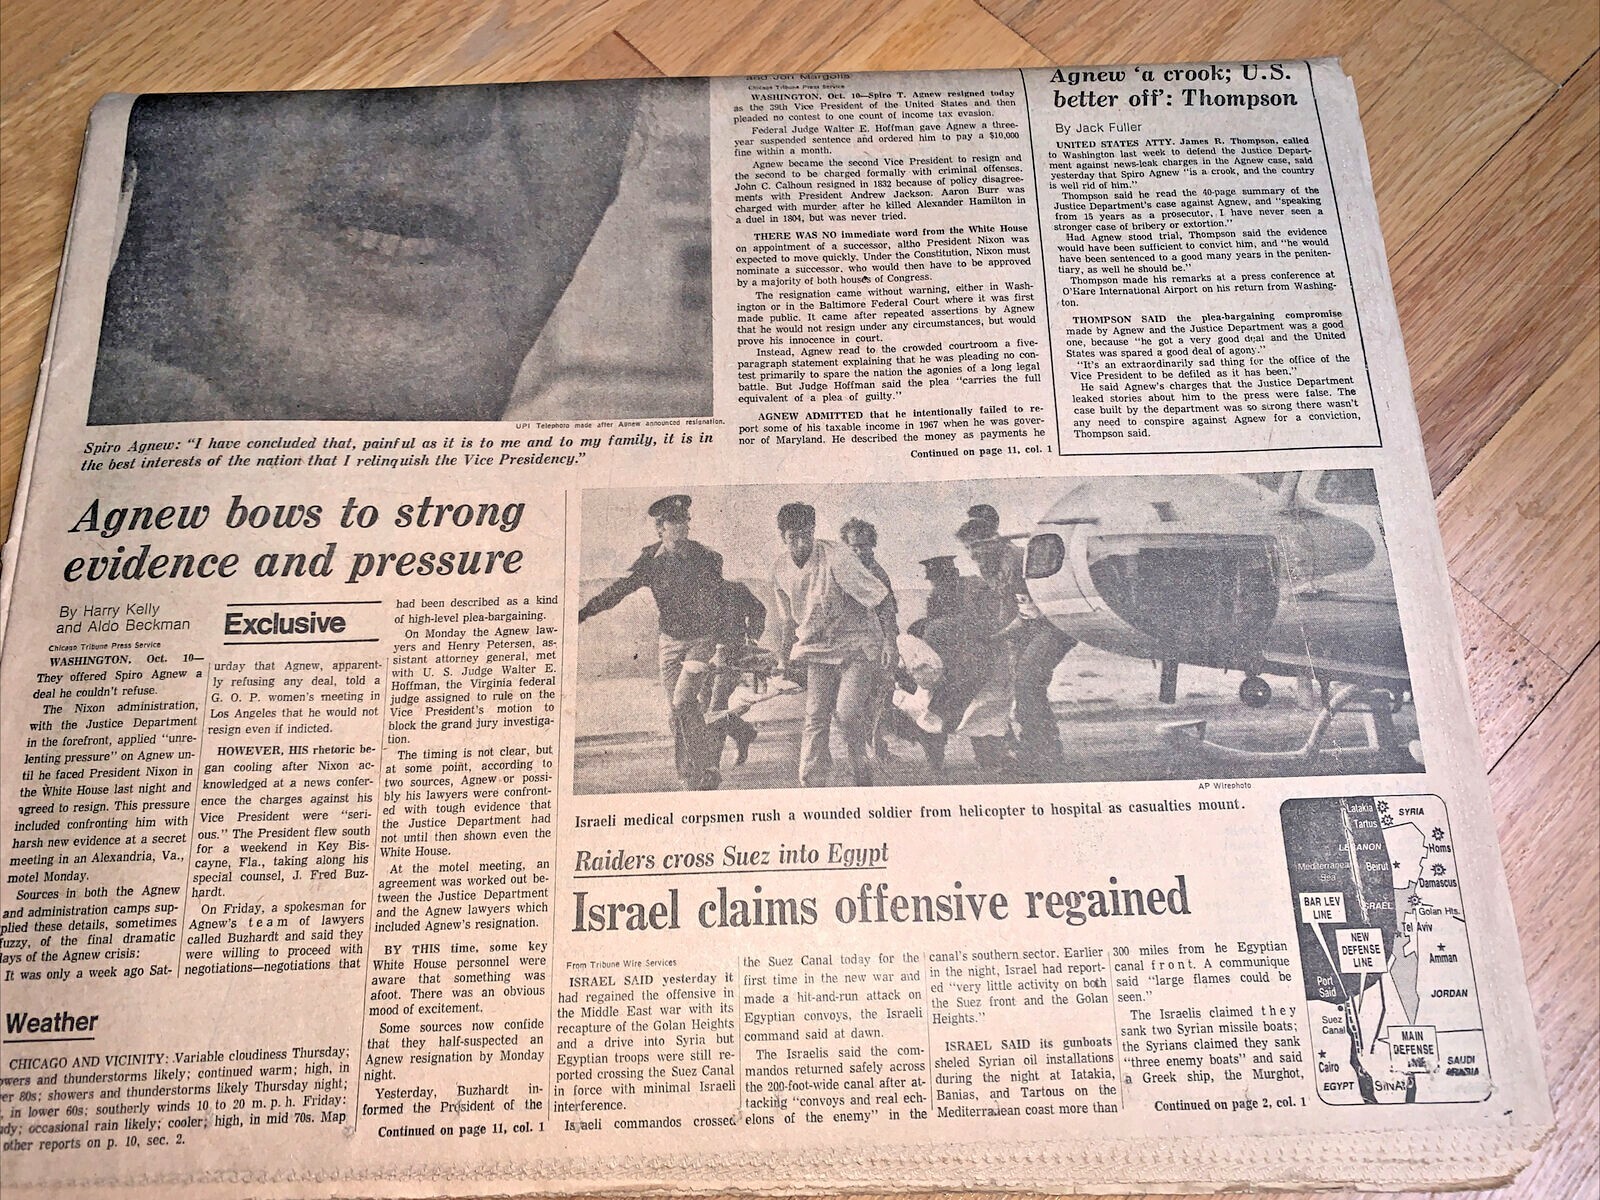 and Jon Margolis
Chicago Tribune Press Service
WASHINGTON, Oct. 10—Spiro T. Agnew resigned today
as the 39th Vice President of the United States and then
pleaded no contest to one count of income tax evasion.
Federal Judge Walter E. Hoffman gave Agnew a three-
year suspended sentence and ordered him to pay a $10,000
fine within a month.
Agnew became the second Vice President to resign and
the second to be charged formally with criminal offenses.
John C. Calhoun resigned in 1832 because of policy disagree-
ments with President Andrew Jackson. Aaron Burr was
charged with murder after he killed Alexander Hamilton in
a duel in 1804, but was never tried.
THERE WAS NO immediate word from the White House
on appointment of a successor, altho President Nixon was
expected to move quickly. Under the Constitution, Nixon must
nominate a successor, who would then have to be approved
by a majority of both houses of Congress.
The resignation came without warning, either in Wash-
ington or in the Baltimore Federal Court where it was first
made public. It came after repeated assertions by Agnew
that he would not resign under any circumstances, but would
prove his innocence in court.
Instead, Agnew read to the crowded courtroom a five-
paragraph statement explaining that he was pleading no con-
test primarily to spare the nation the agonies of a long legal
battle. But Judge Hoffman said the plea "carries the full
equivalent of a plea of guilty."
AGNEW ADMITTED that he intentionally failed to re-
port some of his taxable income in 1967 when he was gover-
nor of Maryland. He described the money as payments he
Continued on page 11, col. 1
Agnew 'a crook; U.S.
better off': Thompson
By Jack Fuller
UNITED STATES ATTY. James R. Thompson, called
to Washington last week to defend the Justice Depart-
ment against news-leak charges in the Agnew case, said
yesterday that Spiro Agnew "is a crook, and the country
is well rid of him."
Thompson said he read the 40-page summary of the
Justice Department's case against Agnew, and "speaking
from 15 years as a prosecutor, I have never seen a
stronger case of bribery or extortion."
Had Agnew stood trial, Thompson said the evidence
would have been sufficient to convict him, and "he would
have been sentenced to a good many years in the peniten-
tiary, as well he should be."
Thompson made his remarks at a press conference at
O'Hare International Airport on his return from Washing-
ton.
THOMPSON SAID the plea-bargaining compromise
made by Agnew and the Justice Department was a good
one, because "he got a very good deal and the United
States was spared a good deal of agony."
"It's an extraordinarily sad thing for the office of the
Vice President to be defiled as it has been."
He said Agnew's charges that the Justice Department
leaked stories about him to the press were false. The
case built by the department was so strong there wasn't
any need to conspire against Agnew for a conviction,
Thompson said.
UPI Telephoto made after Agnew announced resignation.
Spiro Agnew: "I have concluded that, painful as it is to me and to my family, it is in
the best interests of the nation that I relinquish the Vice Presidency."
Agnew bows to strong
evidence and pressure
By Harry Kelly
and Aldo Beckman
Chicago Tribune Press Service
Exclusive
WASHINGTON, Oct. 10—
They offered Spiro Agnew a
deal he couldn't refuse.
The Nixon administration,
with the Justice Department
in the forefront, applied "unre-
lenting pressure" on Agnew un-
til he faced President Nixon in
the White House last night and
agreed to resign. This pressure
included confronting him with
harsh new evidence at a secret
meeting in an Alexandria, Va.,
motel Monday.
Sources in both the Agnew
and administration camps sup-
plied these details, sometimes
fuzzy, of the final dramatic
days of the Agnew crisis:
It was only a week ago Sat-
urday that Agnew, apparent-
ly refusing any deal, told a
G. O. P. women's meeting in
Los Angeles that he would not
resign even if indicted.
HOWEVER, HIS rhetoric be-
gan cooling after Nixon ac-
knowledged at a news confer-
ence the charges against his
Vice President were "seri-
ous." The President flew south
for a weekend in Key Bis-
cayne, Fla., taking along his
special counsel, J. Fred Buz-
hardt.
On Friday, a spokesman for
Agnew's team of lawyers
called Buzhardt and said they
were willing to proceed with
negotiations—negotiations that
had been described as a kind
of high-level plea-bargaining.
On Monday the Agnew law-
yers and Henry Petersen, as-
sistant attorney general, met
with U. S. Judge Walter E.
Hoffman, the Virginia federal
judge assigned to rule on the
Vice President's motion to
block the grand jury investiga-
tion.
The timing is not clear, but
at some point, according to
two sources, Agnew or possi-
bly his lawyers were confront-
ed with tough evidence that
the Justice Department had
not until then shown even the
White House.
At the motel meeting, an
agreement was worked out be-
tween the Justice Department
and the Agnew lawyers which
included Agnew's resignation.
BY THIS time, some key
White House personnel were
aware that something was
afoot. There was an obvious
mood of excitement.
Some sources now confide
that they half-suspected an
Agnew resignation by Monday
night.
Yesterday, Buzhardt in-
formed the President of the
Continued on page 11, col. 1
Weather
CHICAGO AND VICINITY: Variable cloudiness Thursday;
owers and thunderstorms likely; continued warm; high, in
er 80s; showers and thunderstorms likely Thursday night;
, in lower 60s; southerly winds 10 to 20 m. p. h. Friday:
dy; occasional rain likely; cooler; high, in mid 70s. Map
other reports on p. 10, sec. 2.
AP Wirephoto
Israeli medical corpsmen rush a wounded soldier from helicopter to hospital as casualties mount.
Raiders cross Suez into Egypt
Israel claims offensive regained
From Tribune Wire Services
ISRAEL SAID yesterday it
had regained the offensive in
the Middle East war with its
recapture of the Golan Heights
and a drive into Syria but
Egyptian troops were still re-
ported crossing the Suez Canal
in force with minimal Israeli
interference.
Israeli commandos crossed
the Suez Canal today for the
first time in the new war and
made a hit-and-run attack on
Egyptian convoys, the Israeli
command said at dawn.
The Israelis said the com-
mandos returned safely across
the 200-foot-wide canal after at-
tacking "convoys and real ech-
elons of the enemy" in the
canal's southern sector. Earlier
in the night, Israel had report-
ed "very little activity on both
the Suez front and the Golan
Heights."
ISRAEL SAID its gunboats
sheled Syrian oil installations
during the night at Iatakia,
Banias, and Tartous on the
Mediterranean coast more than
300 miles from he Egyptian
canal front. A communique
said "large flames could be
seen."
The Israelis claimed they
sank two Syrian missile boats;
the Syrians claimed they sank
"three enemy boats" and said
a Greek ship, the Murghot,
Continued on page 2, col. 1
Latakia
SYRIA
Tartus
LEBANON
Homs
Mediterranean
Sea
Beirut
Damascus
BAR LEV
LINE
ISRAEL
Golan Hts.
Tel Aviv
NEW
DEFENSE
LINE
Amman
Port
Said
JORDAN
Suez
Canal
MAIN
DEFENSE
LINE
Cairo
SAUDI
ARABIA
EGYPT
SINAI